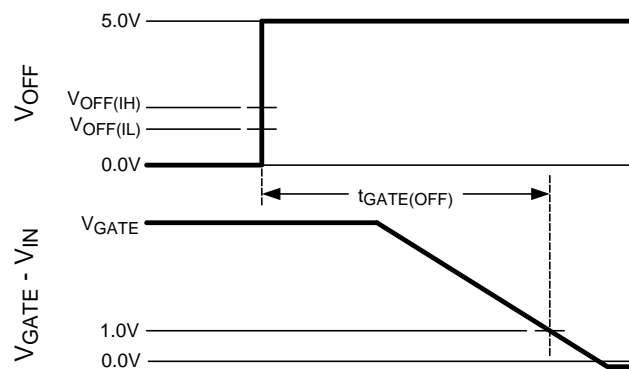 VOFF
5.0V
VOFF(IH)
VOFF(IL)
0.0V
tGATE(OFF)
VGATE - VIN
VGATE
1.0V
0.0V